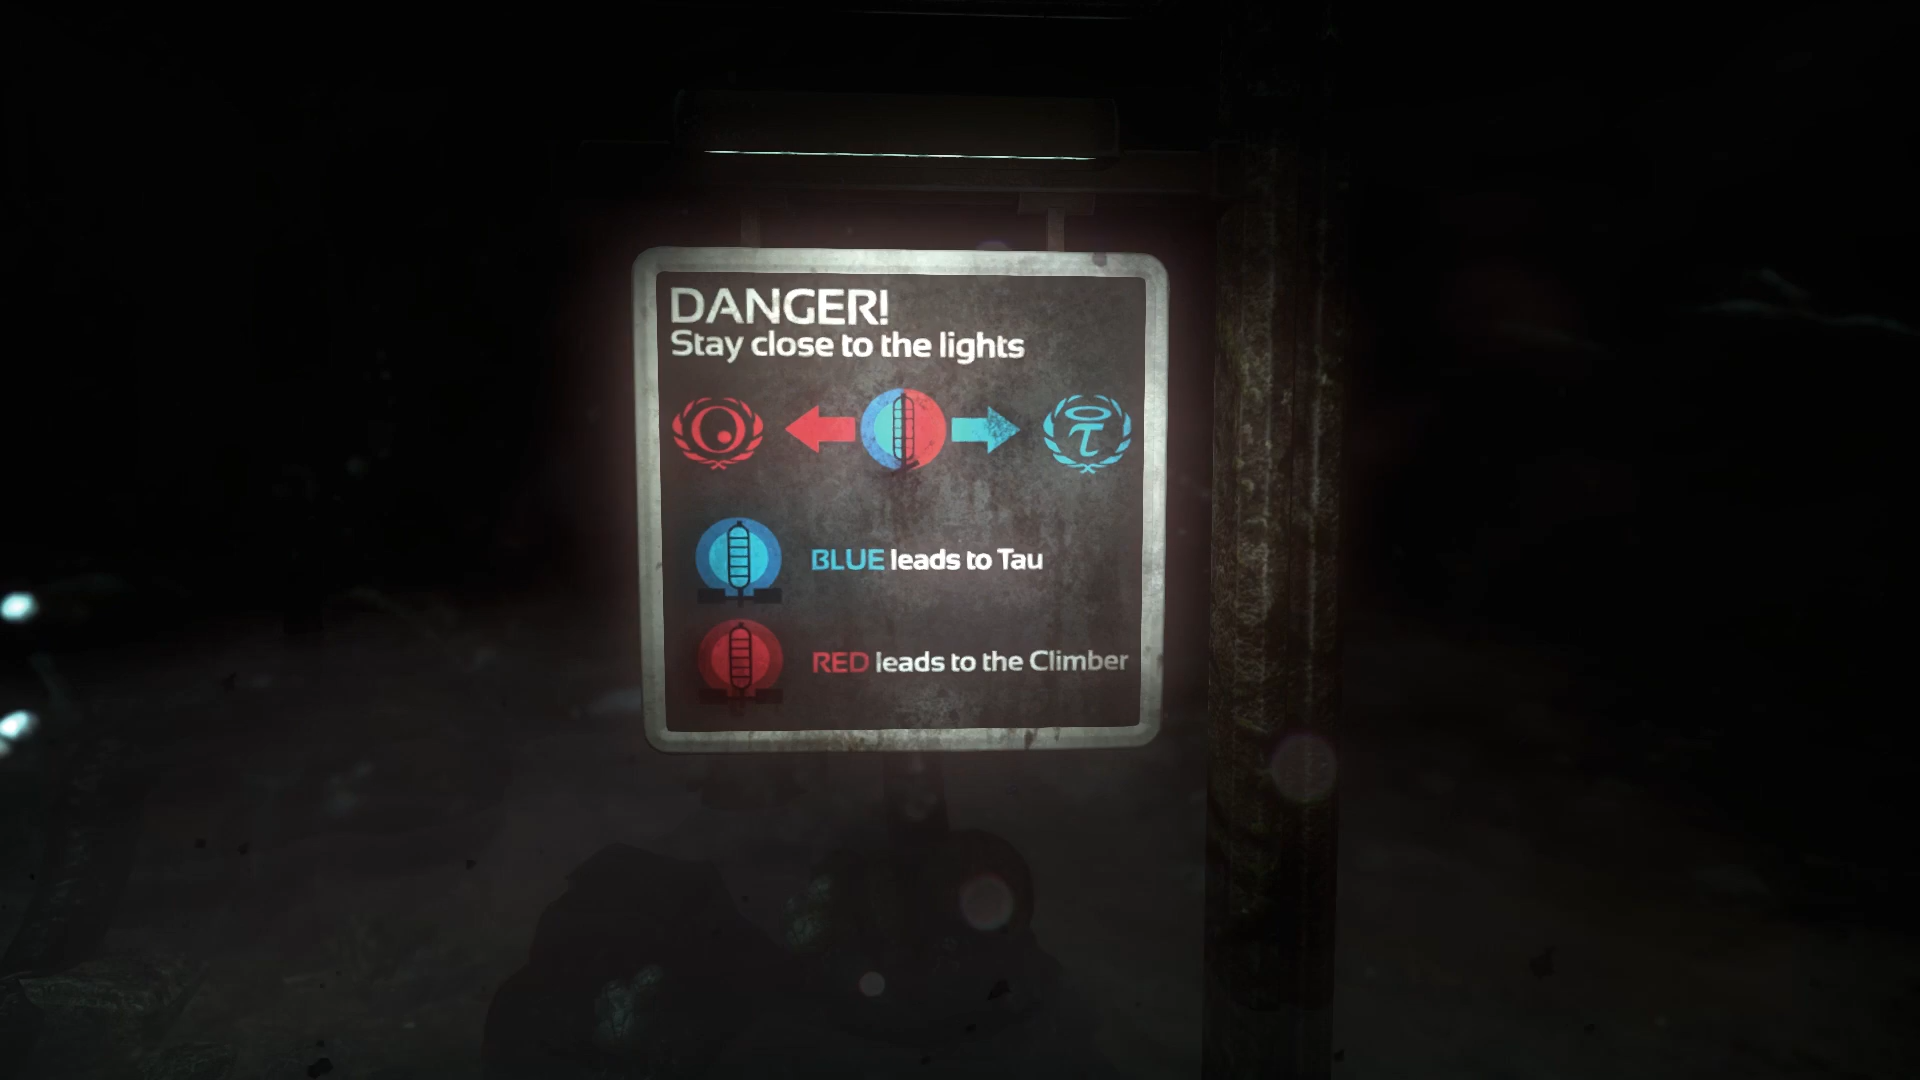 DANGER!
Stay close to the lights
τ
BLUE leads to Tau
RED leads to the Climber